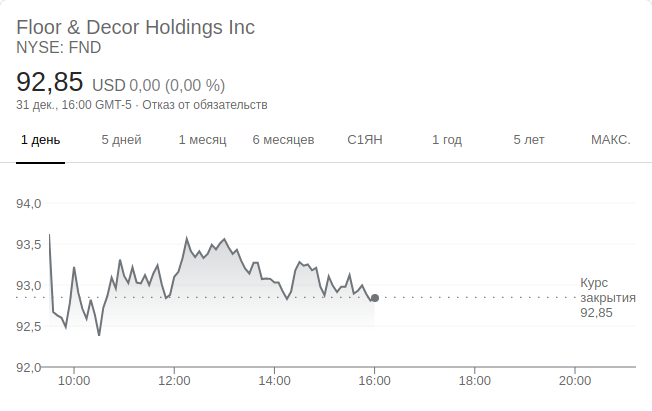 Floor & Decor Holdings Inc
NYSE: FND
92,85 USD 0,00 (0,00 %)
31 дек., 16:00 GMT-5 · Отказ от обязательств
1 день 5 дней 1 месяц 6 месяцев С1ЯН 1 год 5 лет МАКС.
94,0
93,5
93,0
92,5
92,0
Курс
закрытия
92,85
10:00 12:00 14:00 16:00 18:00 20:00